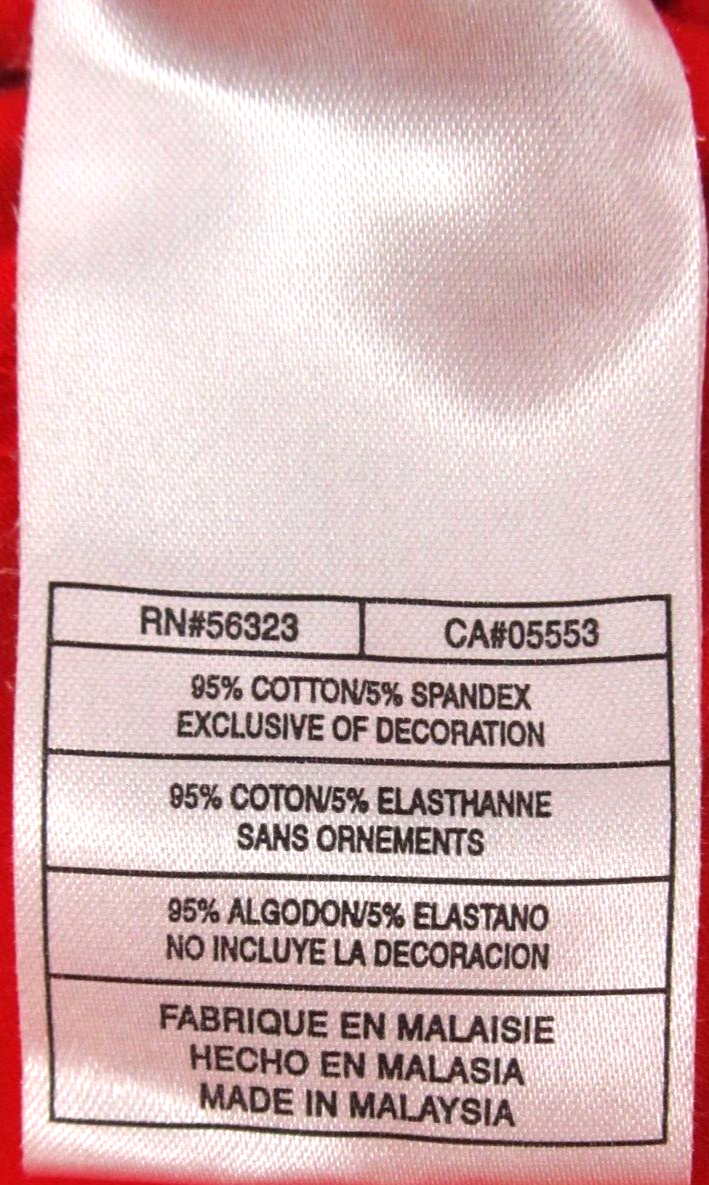 RN#56323 CA#05553
95% COTTON/5% SPANDEX
EXCLUSIVE OF DECORATION
95% COTON/5% ELASTHANNE
SANS ORNEMENTS
95% ALGODON/5% ELASTANO
NO INCLUYE LA DECORACION
FABRIQUE EN MALAISIE
HECHO EN MALASIA
MADE IN MALAYSIA